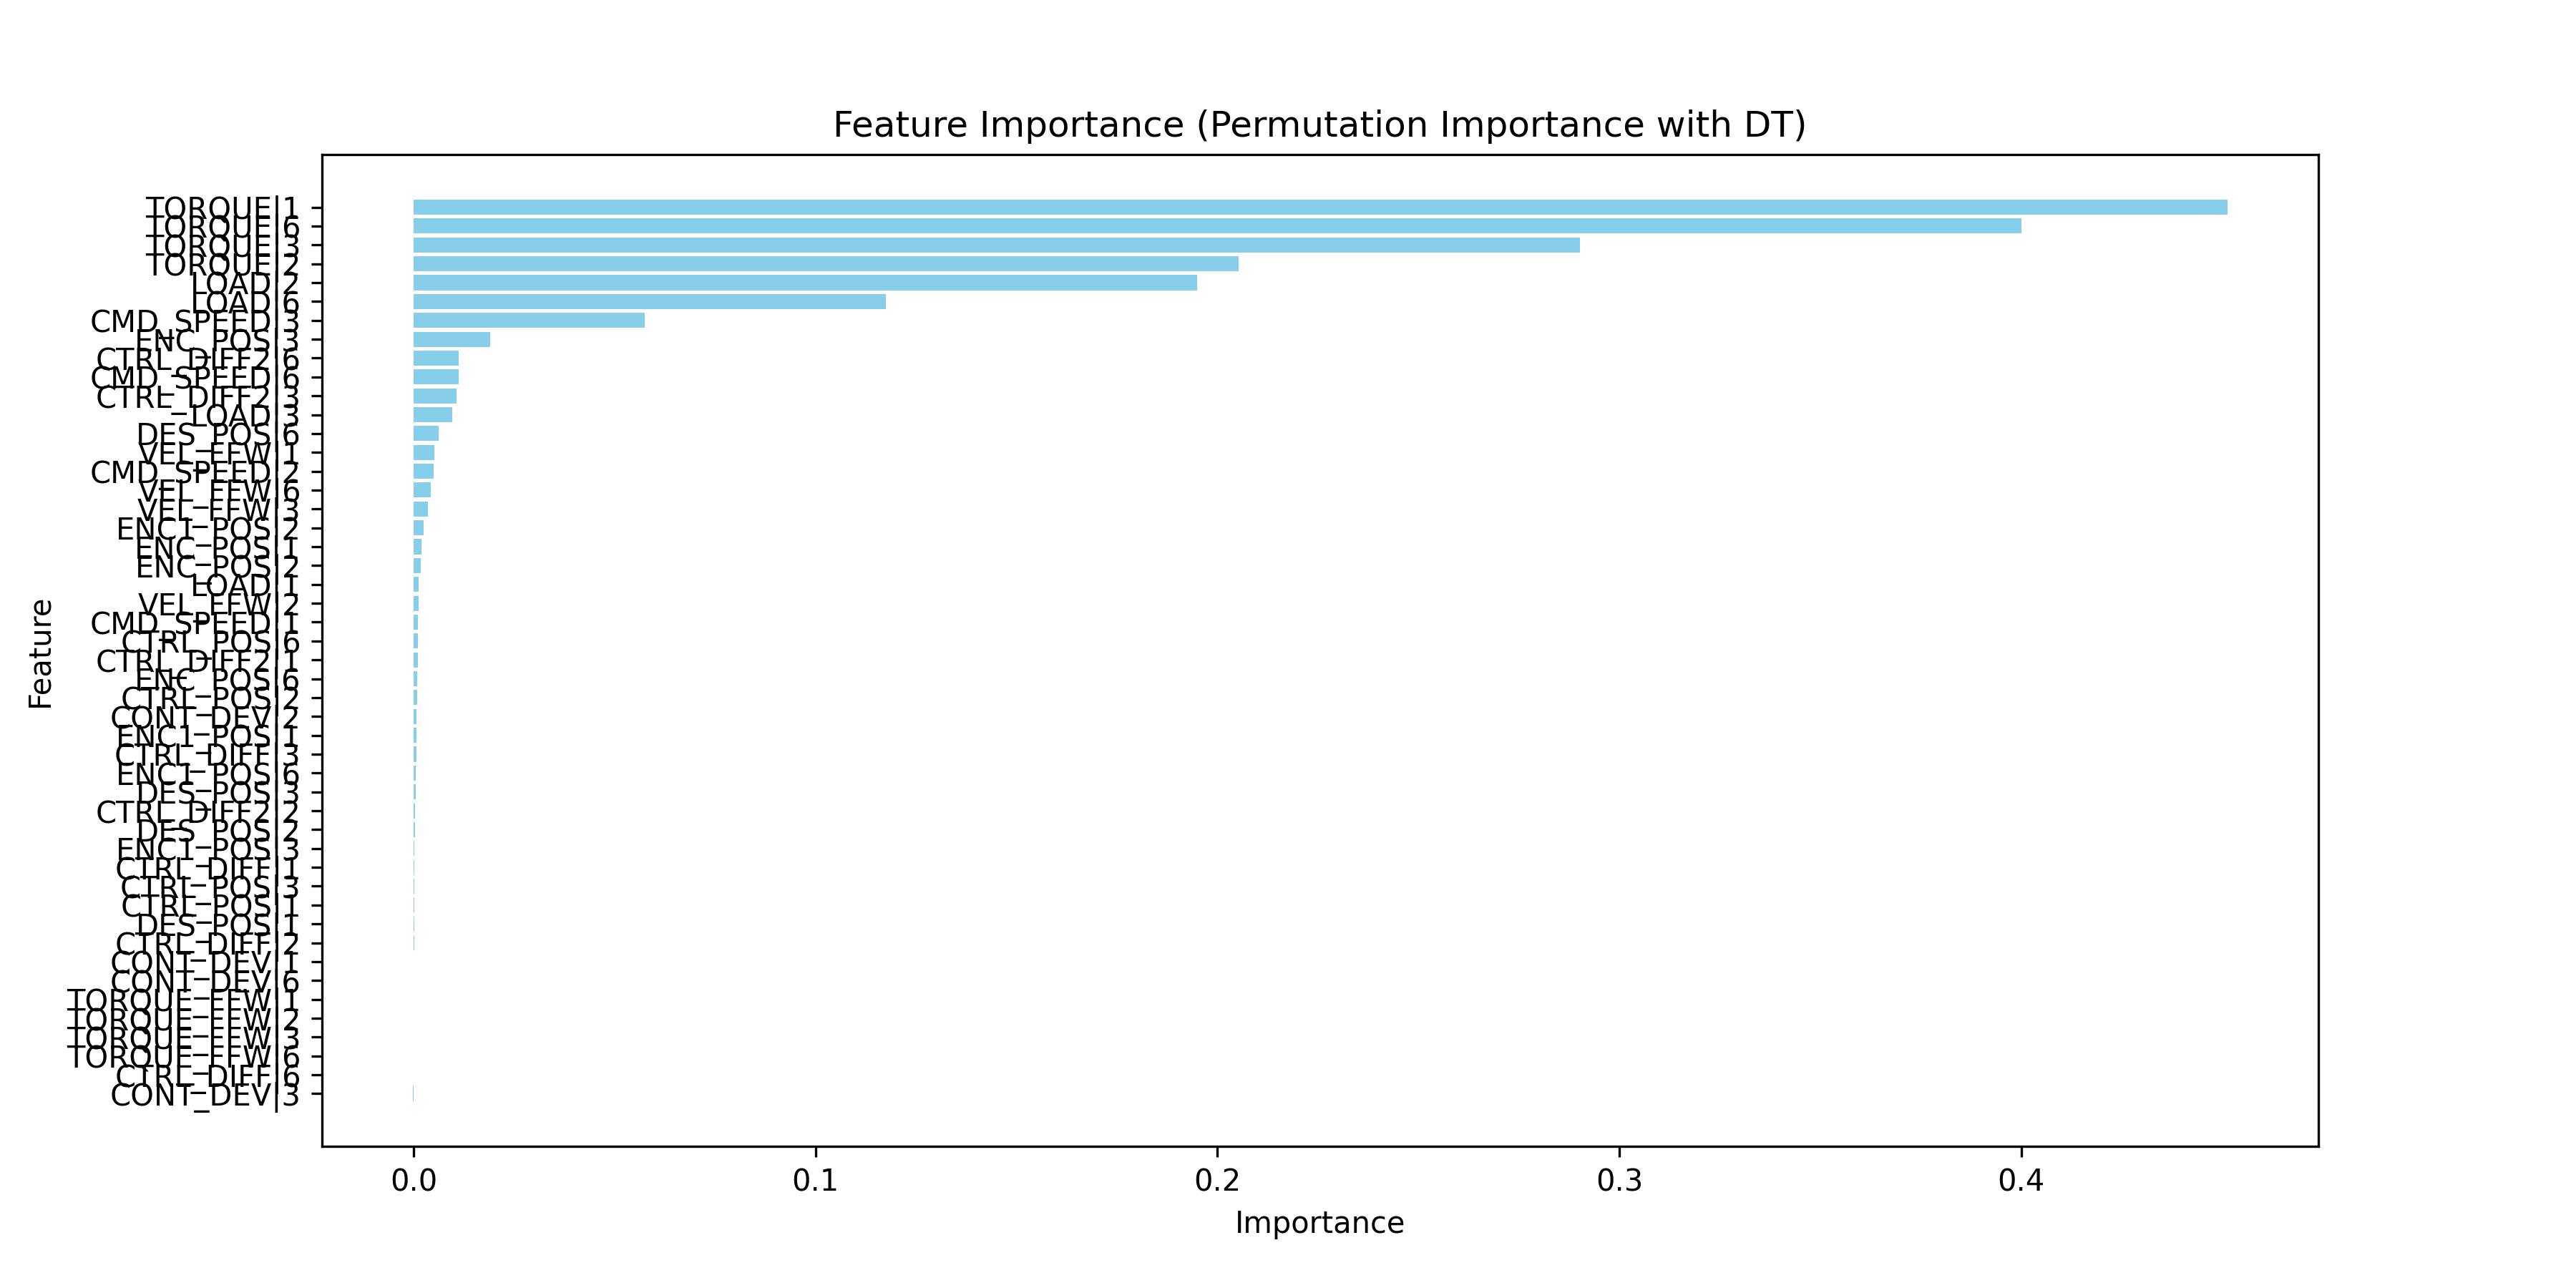 Feature Importance (Permutation Importance with DT)
TORQUE|1
TORQUE|6
TORQUE|3
TORQUE|2
LOAD|2
LOAD|6
CMD_SPEED|3
ENC_POS|3
CTRL_DIFF2|6
CMD_SPEED|6
CTRL_DIFF2|3
LOAD|3
DES_POS|6
VEL_FFW|1
CMD_SPEED|2
VEL_FFW|6
VEL_FFW|3
ENC1_POS|2
ENC_POS|1
ENC_POS|2
LOAD|1
VEL_FFW|2
CMD_SPEED|1
CTRL_POS|6
CTRL_DIFF2|1
ENC_POS|6
CTRL_POS|2
CONT_DEV|2
ENC1_POS|1
CTRL_DIFF|3
ENC1_POS|6
DES_POS|3
CTRL_DIFF2|2
DES_POS|2
ENC1_POS|3
CTRL_DIFF|1
CTRL_POS|3
CTRL_POS|1
DES_POS|1
CTRL_DIFF|2
CONT_DEV|1
CONT_DEV|6
TORQUE_FFW|1
TORQUE_FFW|2
TORQUE_FFW|3
TORQUE_FFW|6
CTRL_DIFF|6
CONT_DEV|3
Feature
0.0 0.1 0.2 0.3 0.4
Importance